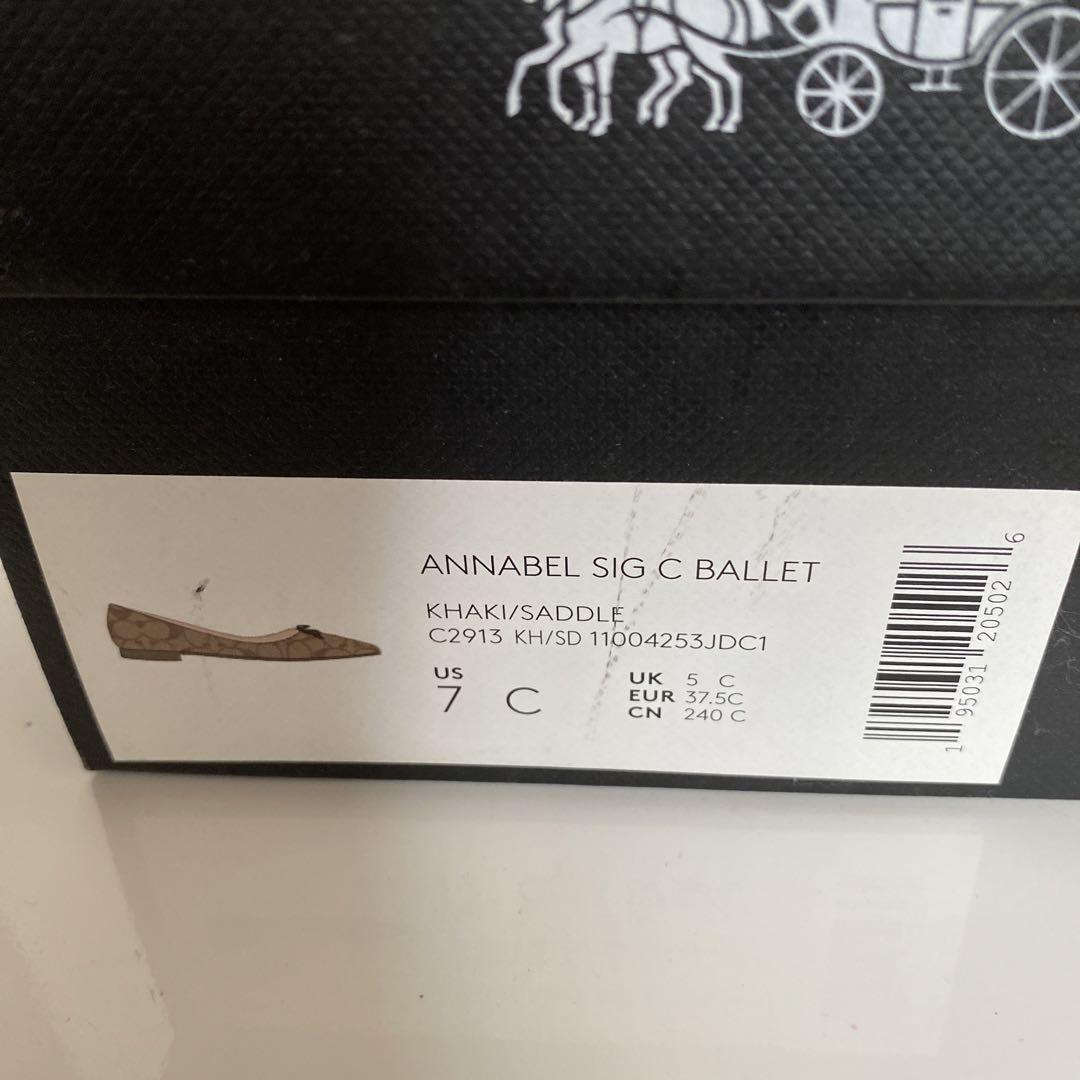 ANNABEL SIG C BALLET
KHAKI/SADDLE
C2913 KH/SD 11004253JDC1
US
7 C
UK 5 C
EUR 37.5C
CN 240 C
1 95031 20502 6